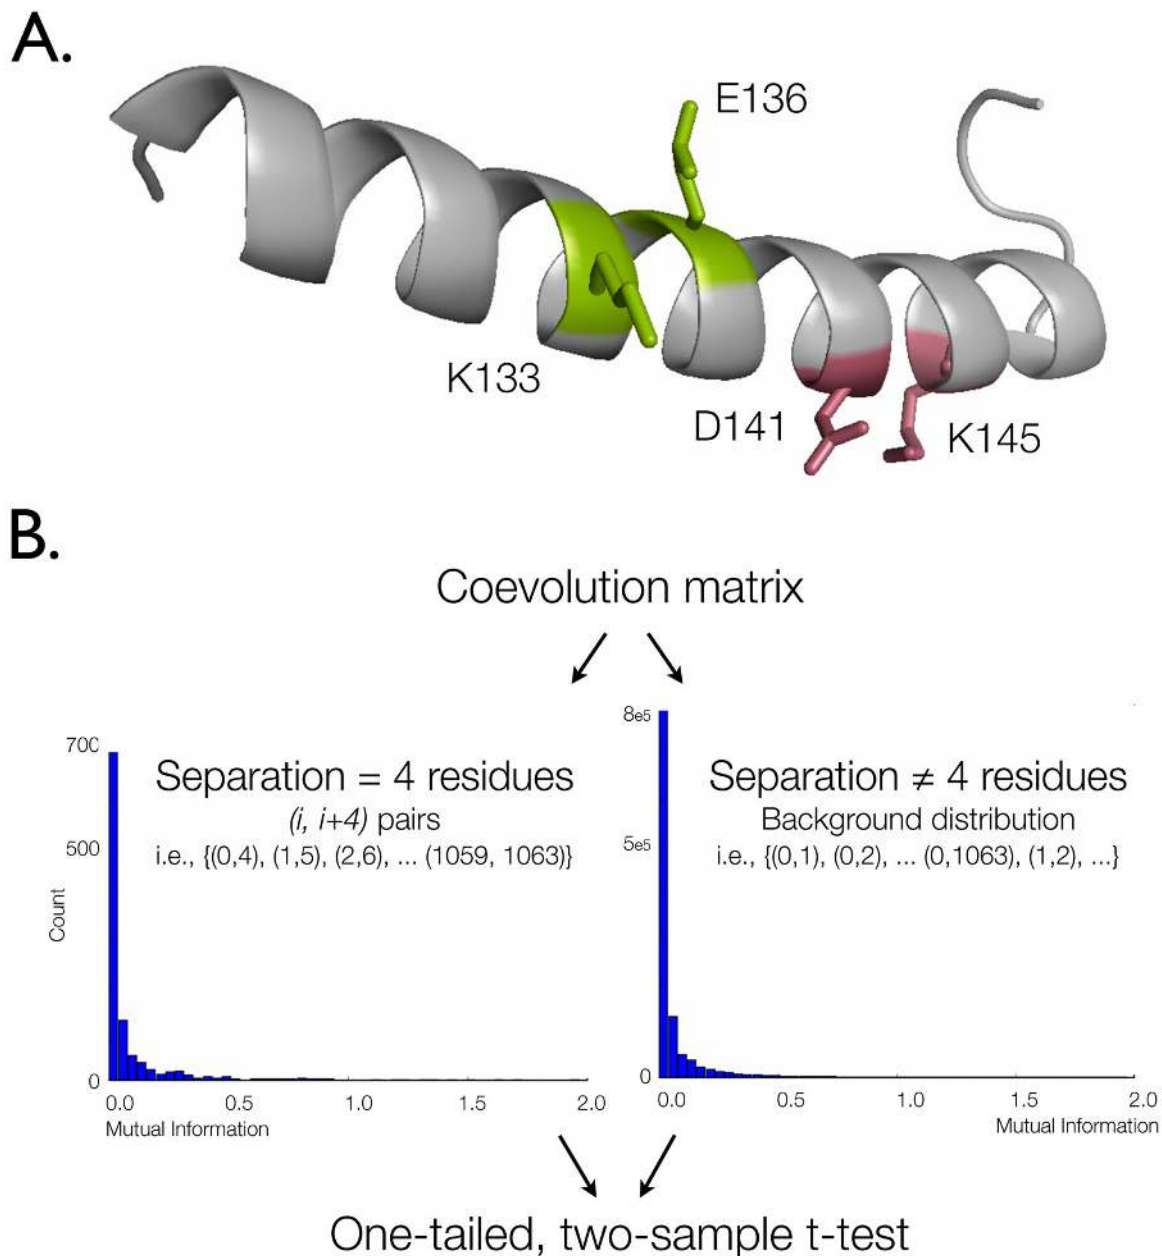 A.
E136
K133
D141
K145
B.
Coevolution matrix
700
500
0
Count
Separation = 4 residues
(i, i+4) pairs
i.e., {(0,4), (1,5), (2,6), ... (1059, 1063)}
0.0 0.5 1.0 1.5 2.0
Mutual Information
8e5
5e5
0
Separation ≠ 4 residues
Background distribution
i.e., {(0,1), (0,2), ... (0,1063), (1,2), ...}
0.0 0.5 1.0 1.5 2.0
Mutual Information
One-tailed, two-sample t-test